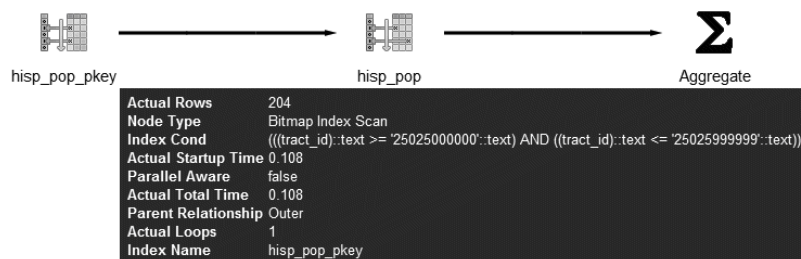 hisp_pop_pkey hisp_pop Aggregate
Actual Rows 204
Node Type Bitmap Index Scan
Index Cond (((tract_id)::text >= '25025000000'::text) AND ((tract_id)::text <= '25025999999'::text))
Actual Startup Time 0.108
Parallel Aware false
Actual Total Time 0.108
Parent Relationship Outer
Actual Loops 1
Index Name hisp_pop_pkey